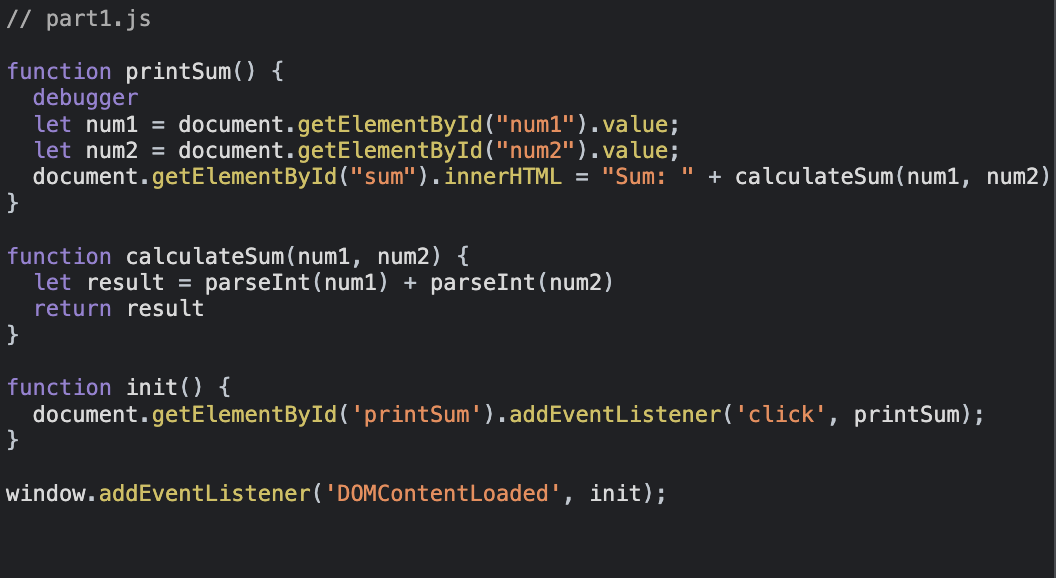 // part1.js

function printSum() {
  debugger
  let num1 = document.getElementById("num1").value;
  let num2 = document.getElementById("num2").value;
  document.getElementById("sum").innerHTML = "Sum: " + calculateSum(num1, num2)
}

function calculateSum(num1, num2) {
  let result = parseInt(num1) + parseInt(num2)
  return result
}

function init() {
  document.getElementById('printSum').addEventListener('click', printSum);
}

window.addEventListener('DOMContentLoaded', init);